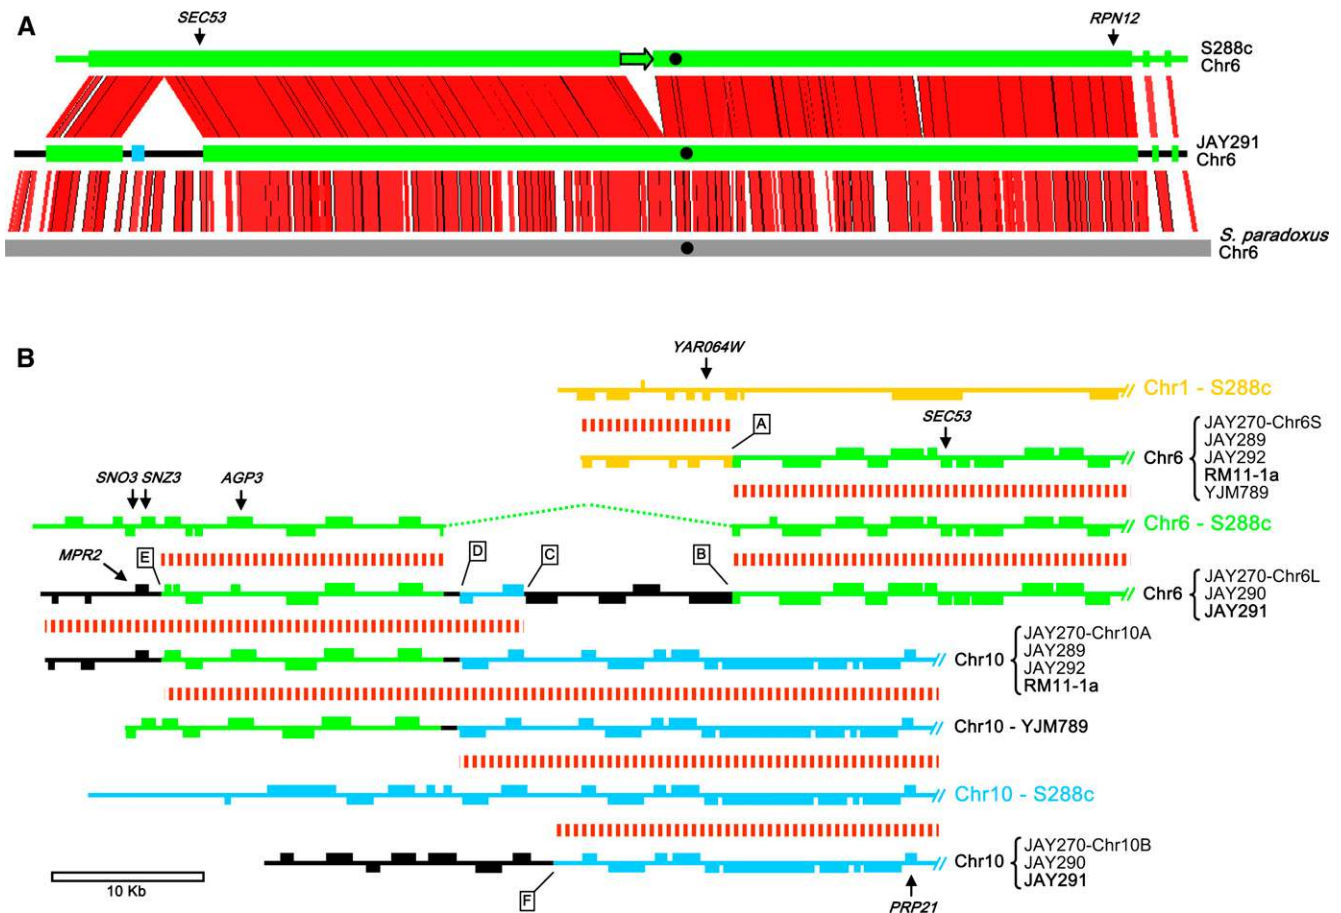 A
SEC53
RPN12
S288c
Chr6
JAY291
Chr6
S. paradoxus
Chr6
B
YAR064W
Chr1 - S288c
A
SEC53
Chr6
JAY270-Chr6S
JAY289
JAY292
RM11-1a
YJM789
SNO3 SNZ3
AGP3
Chr6 - S288c
MPR2
E
D
C
B
Chr6
JAY270-Chr6L
JAY290
JAY291
Chr10
JAY270-Chr10A
JAY289
JAY292
RM11-1a
Chr10 - YJM789
Chr10 - S288c
Chr10
JAY270-Chr10B
JAY290
JAY291
10 Kb
F
PRP21